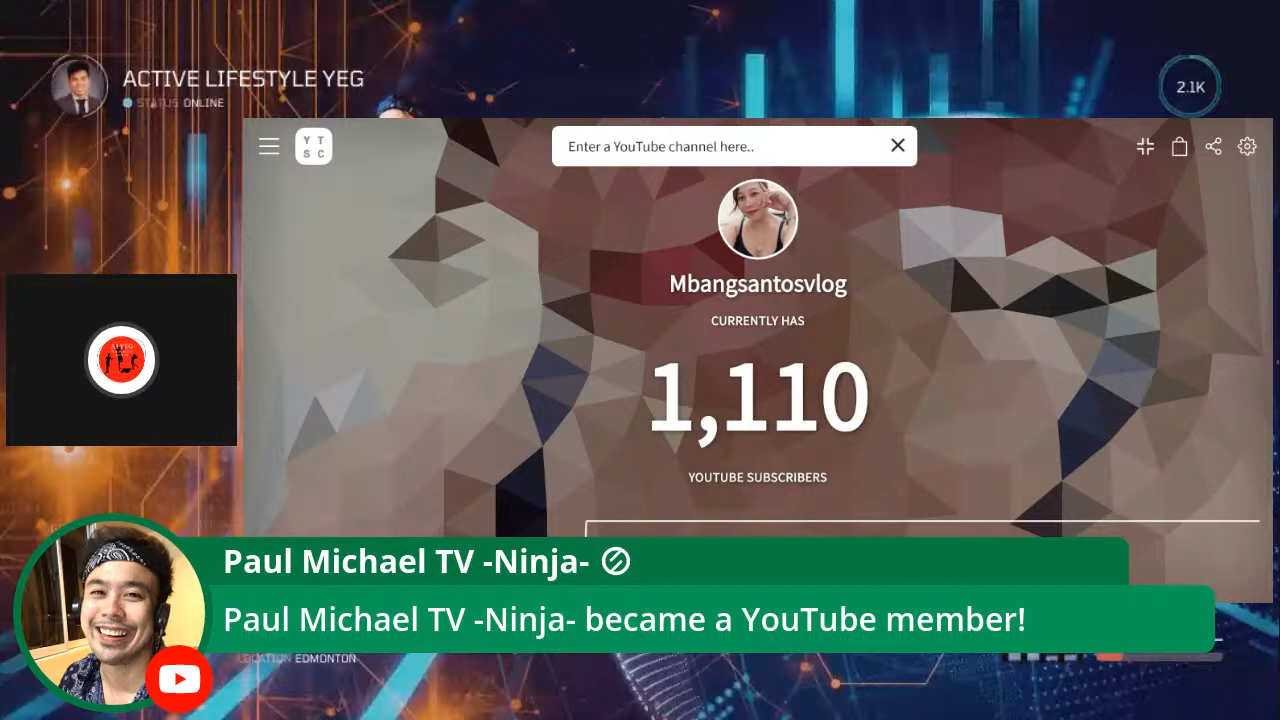 ACTIVE LIFESTYLE YEG
STATUS ONLINE
2.1K
Y T
S C
Enter a YouTube channel here..
Mbangsantosvlog
CURRENTLY HAS
1,110
YOUTUBE SUBSCRIBERS
ALYEG
Paul Michael TV -Ninja-
Paul Michael TV -Ninja- became a YouTube member!
LOCATION EDMONTON